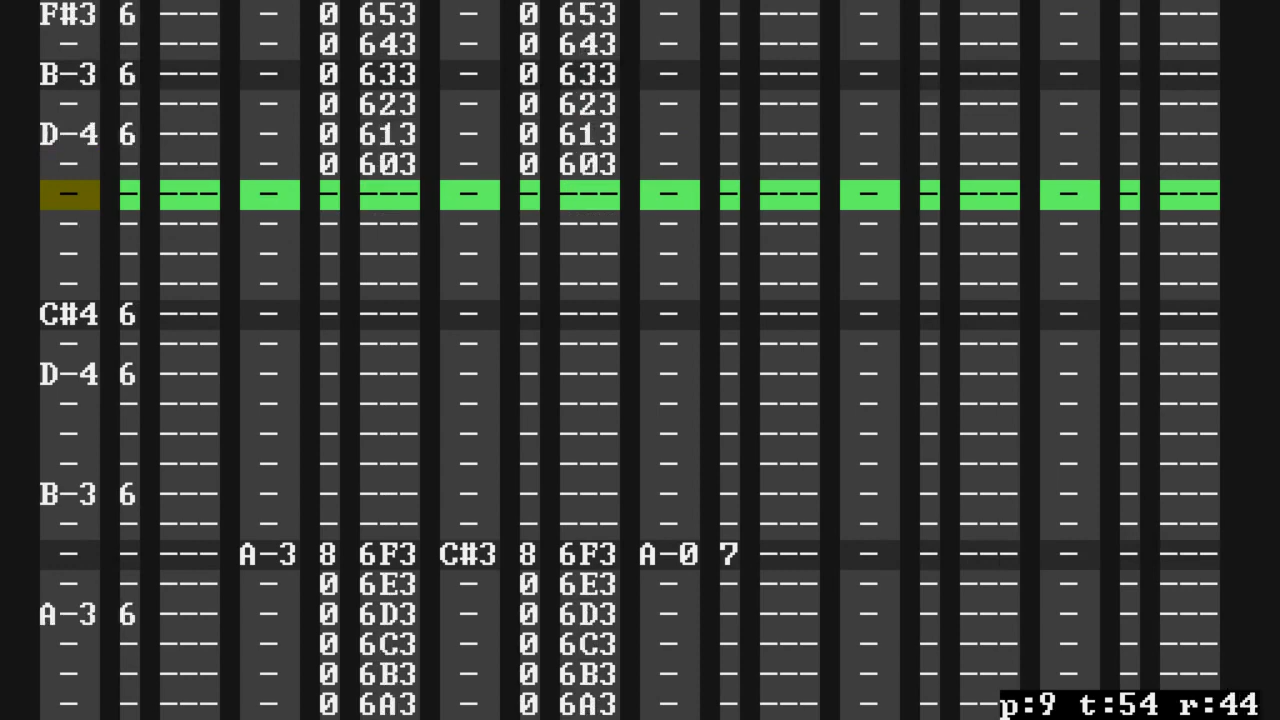 F#3 6 --- - 0 653 - 0 653 - - --- - - --- - - ---
- - --- - 0 643 - 0 643 - - --- - - --- - - ---
B-3 6 --- - 0 633 - 0 633 - - --- - - --- - - ---
- - --- - 0 623 - 0 623 - - --- - - --- - - ---
D-4 6 --- - 0 613 - 0 613 - - --- - - --- - - ---
- - --- - 0 603 - 0 603 - - --- - - --- - - ---
- - --- - - --- - - --- - - --- - - --- - - ---
- - --- - - --- - - --- - - --- - - --- - - ---
- - --- - - --- - - --- - - --- - - --- - - ---
- - --- - - --- - - --- - - --- - - --- - - ---
C#4 6 --- - - --- - - --- - - --- - - --- - - ---
- - --- - - --- - - --- - - --- - - --- - - ---
D-4 6 --- - - --- - - --- - - --- - - --- - - ---
- - --- - - --- - - --- - - --- - - --- - - ---
- - --- - - --- - - --- - - --- - - --- - - ---
- - --- - - --- - - --- - - --- - - --- - - ---
B-3 6 --- - - --- - - --- - - --- - - --- - - ---
- - --- - - --- - - --- - - --- - - --- - - ---
- - --- A-3 8 6F3 C#3 8 6F3 A-0 7 --- - - --- - - ---
- - --- - 0 6E3 - 0 6E3 - - --- - - --- - - ---
A-3 6 --- - 0 6D3 - 0 6D3 - - --- - - --- - - ---
- - --- - 0 6C3 - 0 6C3 - - --- - - --- - - ---
- - --- - 0 6B3 - 0 6B3 - - --- - - --- - - ---
- - --- - 0 6A3 - 0 6A3 - - --- - - ---
p:9 t:54 r:44